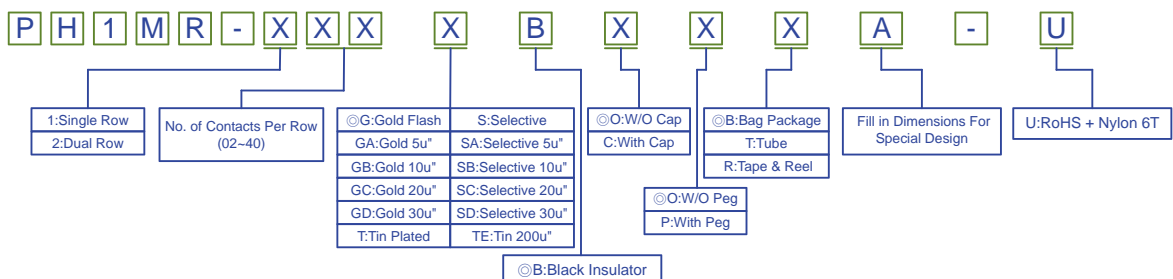 PH1MR-XXX X B X X X A - U
1:Single Row
2:Dual Row
No. of Contacts Per Row
(02~40)
◎G:Gold Flash S:Selective
GA:Gold 5u" SA:Selective 5u"
GB:Gold 10u" SB:Selective 10u"
GC:Gold 20u" SC:Selective 20u"
GD:Gold 30u" SD:Selective 30u"
T:Tin Plated TE:Tin 200u"
◎B:Black Insulator
◎O:W/O Cap
C:With Cap
◎O:W/O Peg
P:With Peg
◎B:Bag Package
T:Tube
R:Tape & Reel
Fill in Dimensions For
Special Design
U:RoHS + Nylon 6T